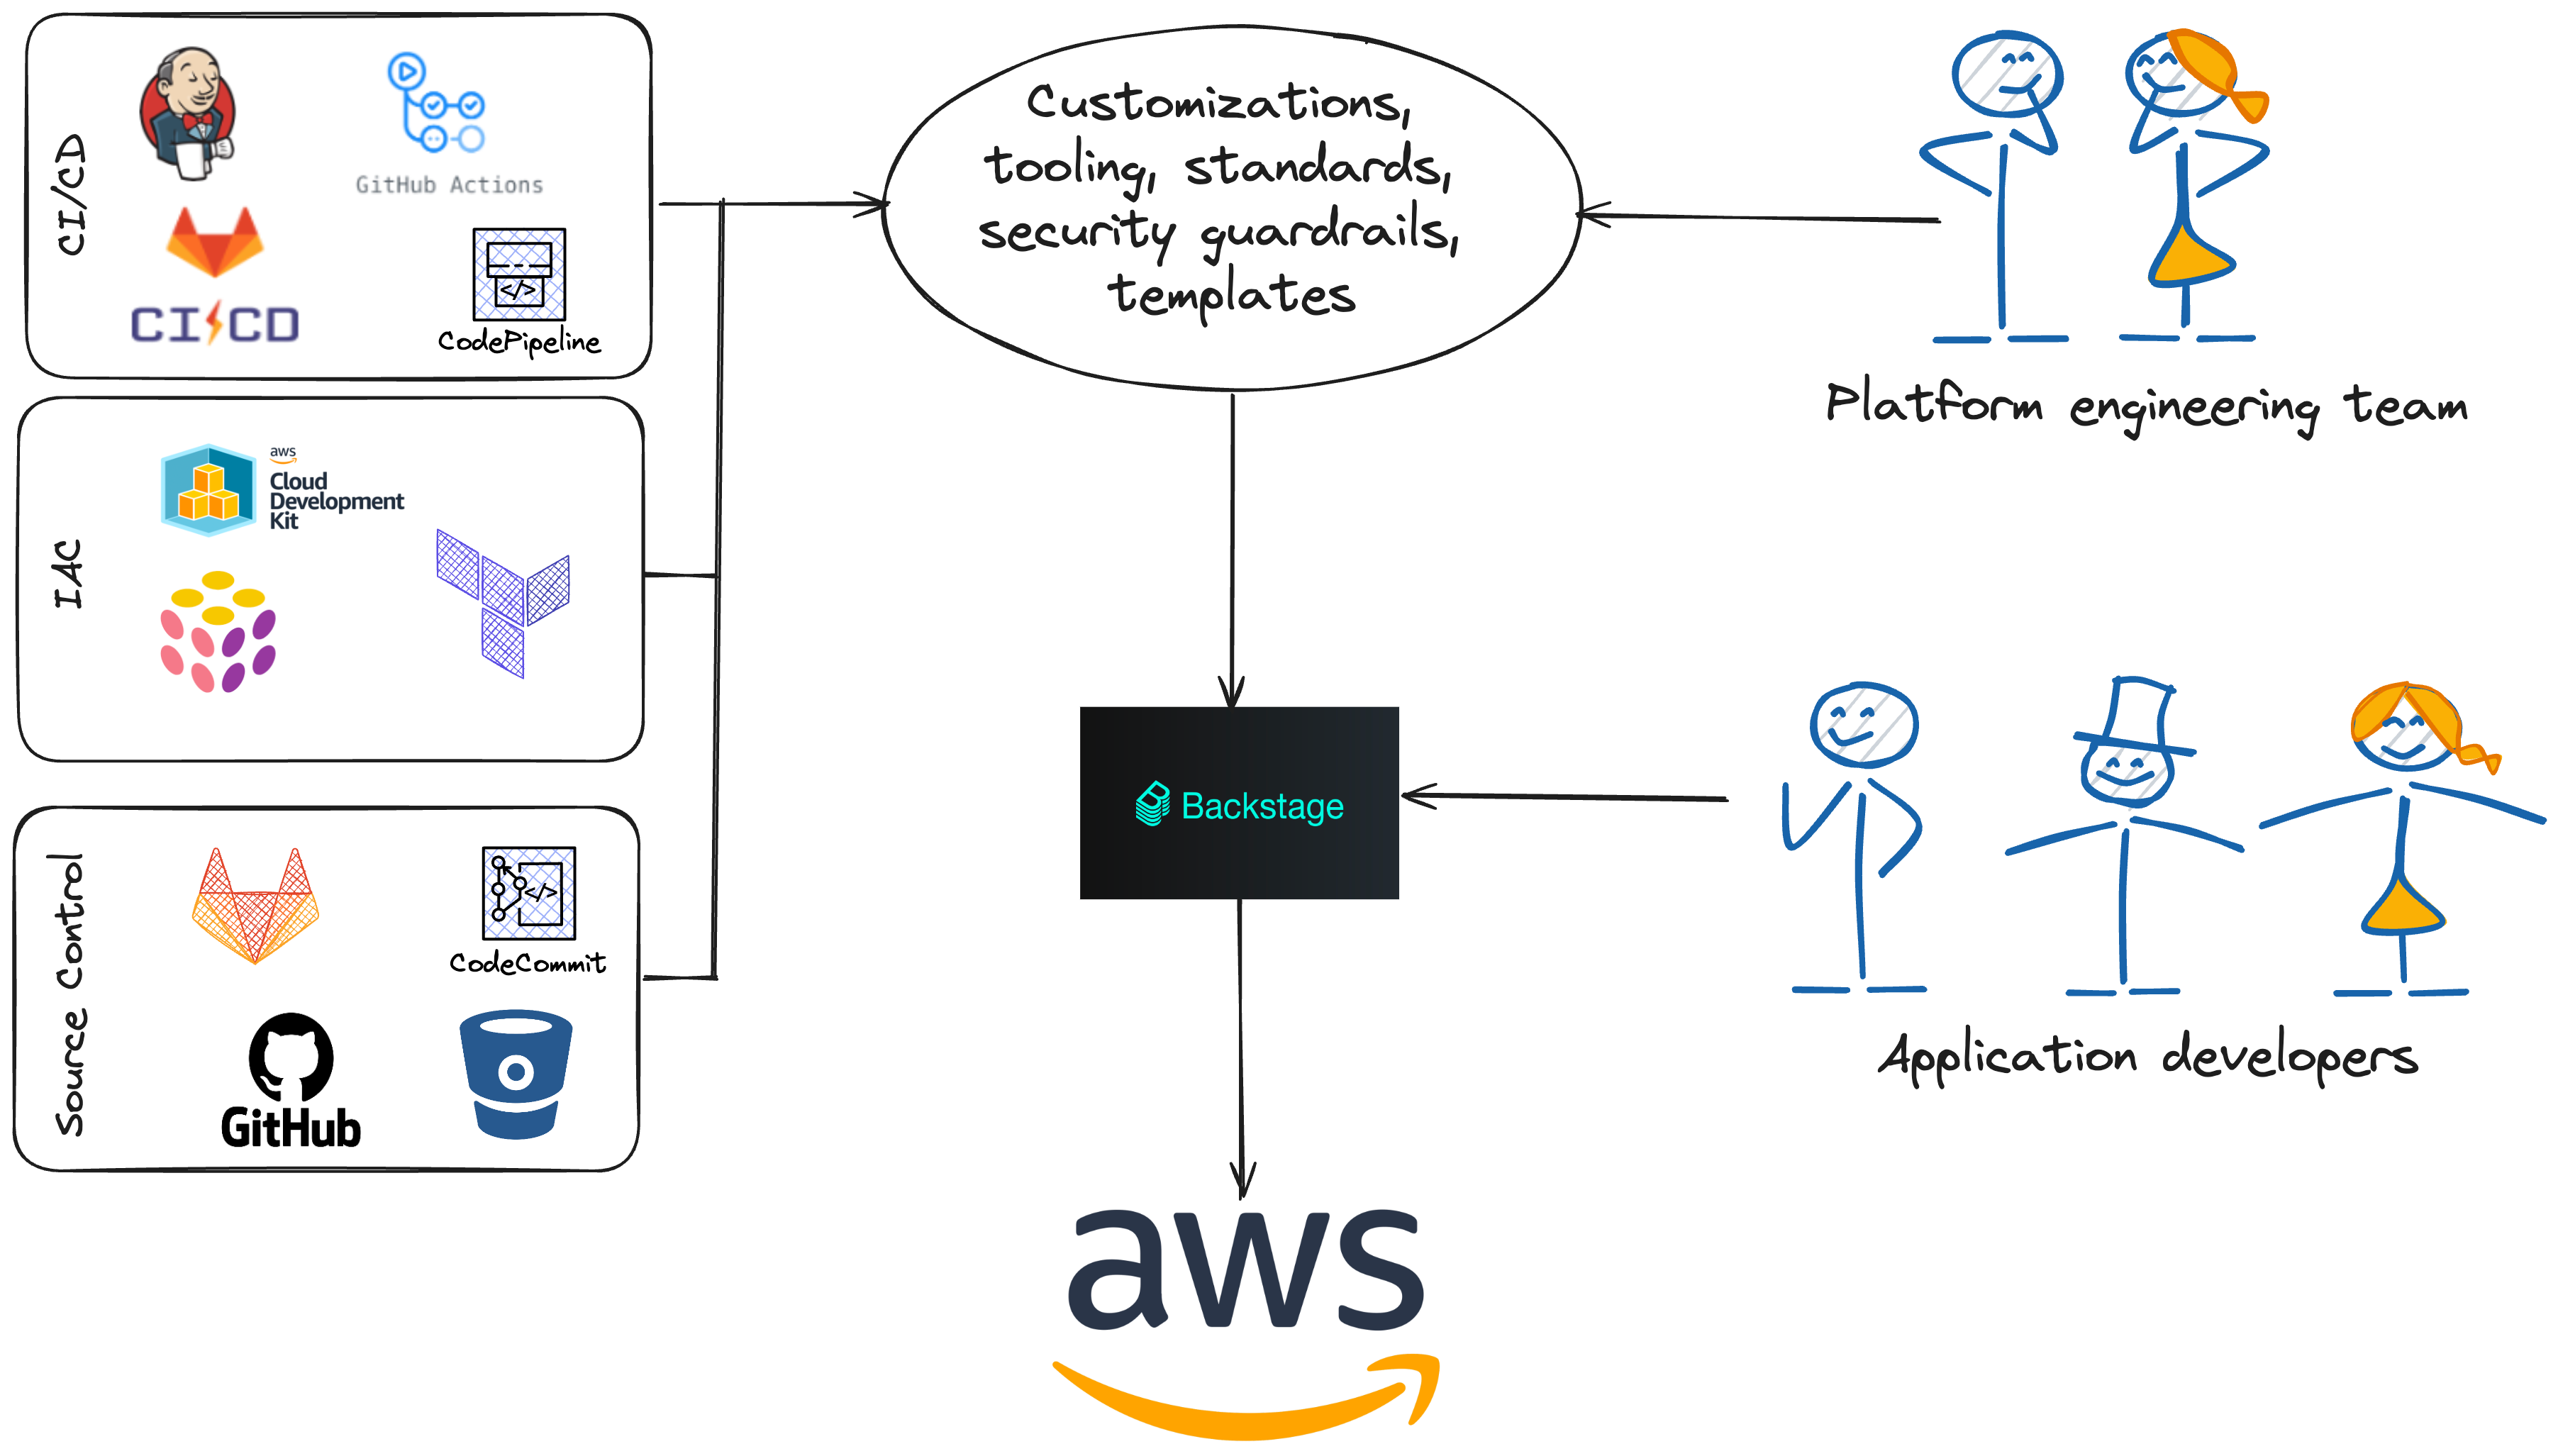 CI/CD
GitHub Actions
CI CD
</>
CodePipeline
IAC
aws
Cloud
Development
Kit
Source Control
</>
CodeCommit
GitHub
Customizations,
tooling, standards,
security guardrails,
templates
Platform engineering team
Backstage
Application developers
aws